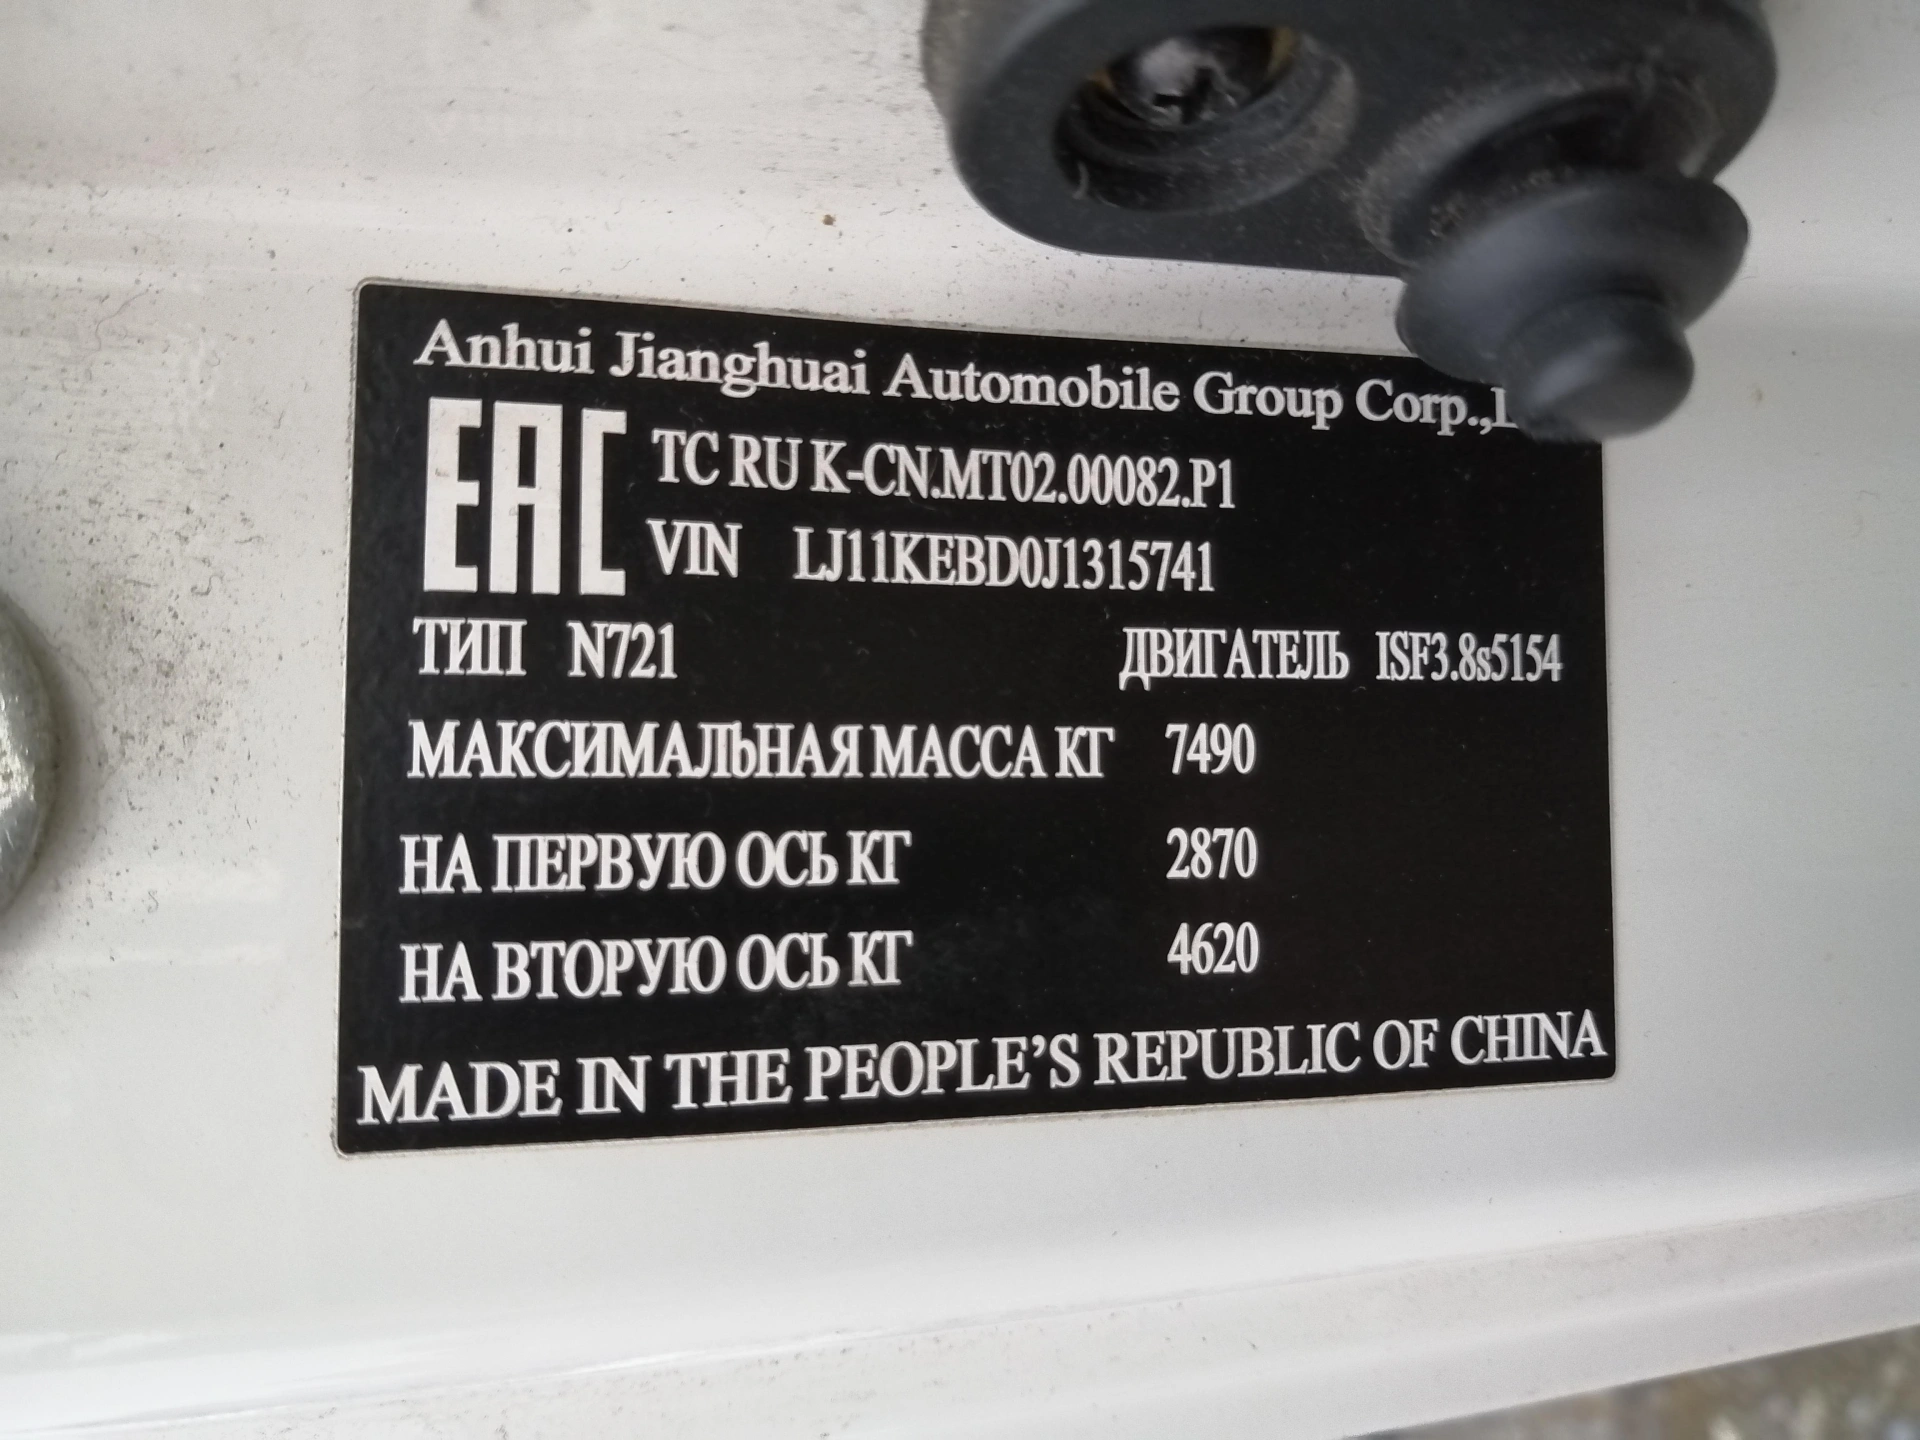 Anhui Jianghuai Automobile Group Corp.,
EAC
TC RU K-CN.MT02.00082.P1
VIN LJ11KEBD0J1315741
ТИП N721 ДВИГАТЕЛЬ ISF3.8s5154
МАКСИМАЛЬНАЯ МАССА КГ 7490
НА ПЕРВУЮ ОСЬ КГ 2870
НА ВТОРУЮ ОСЬ КГ 4620
MADE IN THE PEOPLE’S REPUBLIC OF CHINA